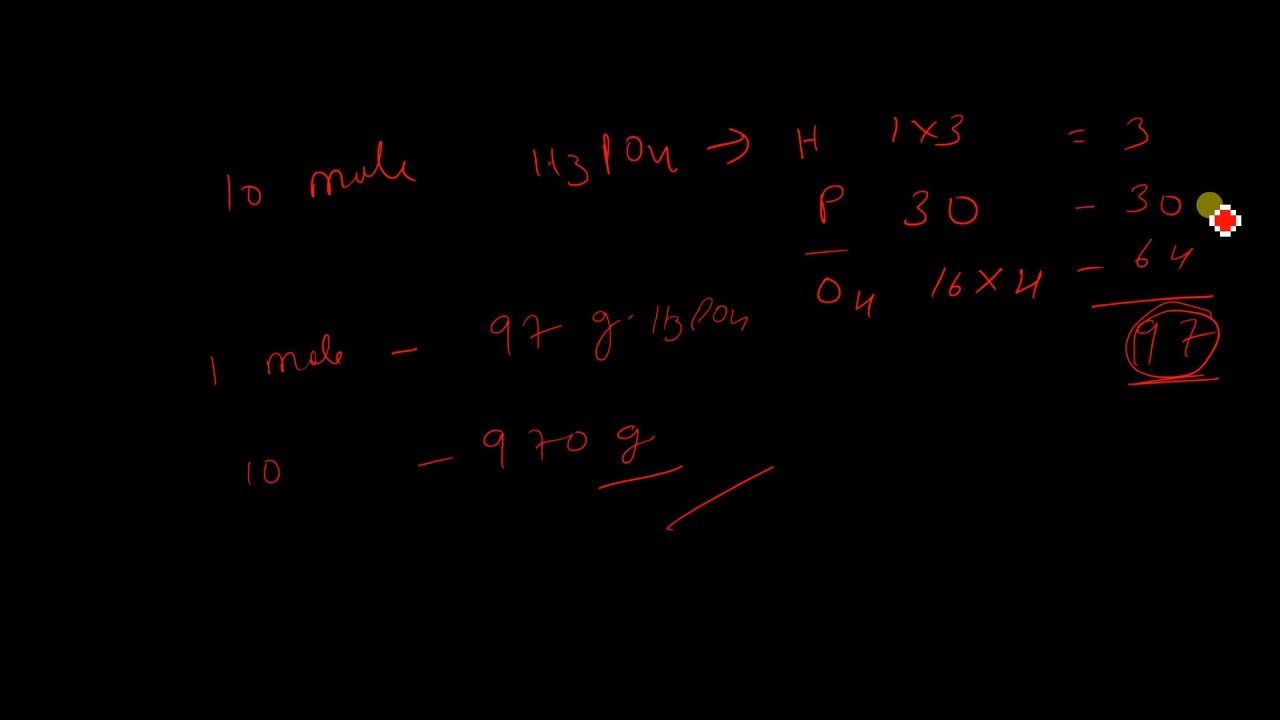 10 mole H3PO4 → H 1×3 = 3
P 30 - 30
O4 16×4 - 64
97
1 mole - 97 g. H3PO4
10 - 970 g